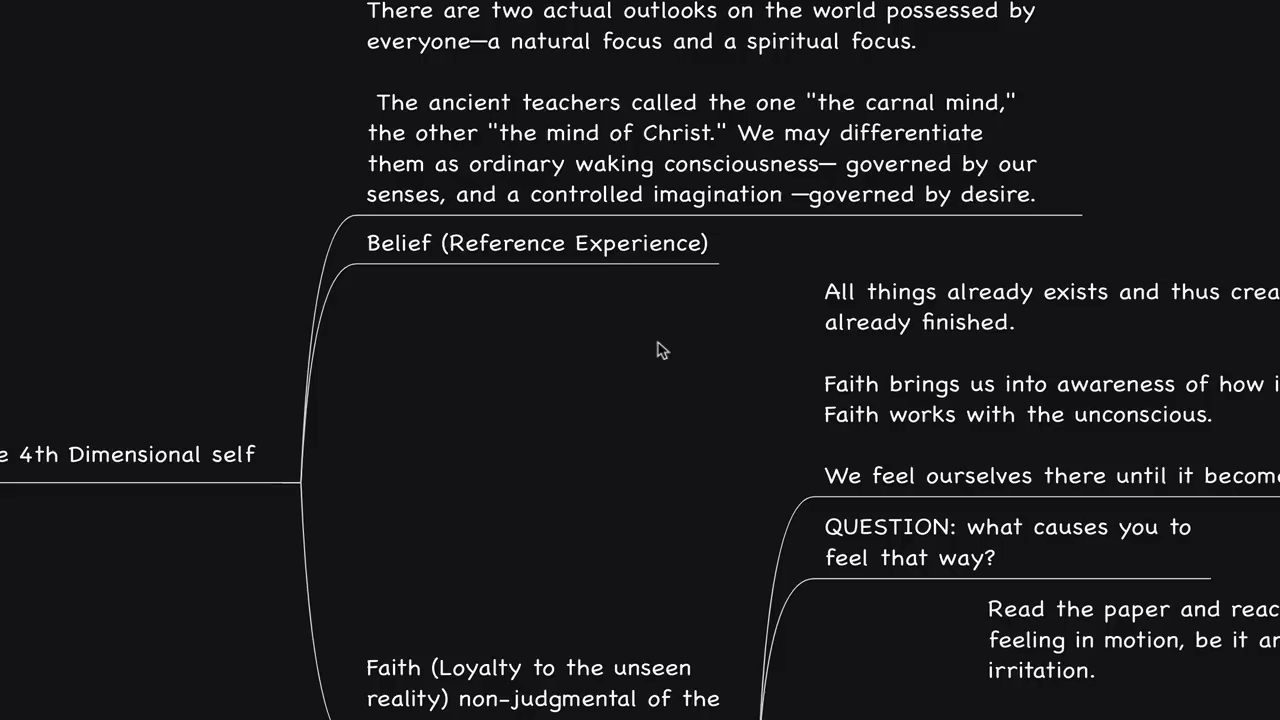 There are two actual outlooks on the world possessed by
everyone—a natural focus and a spiritual focus.
The ancient teachers called the one "the carnal mind,"
the other "the mind of Christ." We may differentiate
them as ordinary waking consciousness— governed by our
senses, and a controlled imagination —governed by desire.
Belief (Reference Experience)
All things already exists and thus
already finished.
Faith brings us into awareness of how
Faith works with the unconscious.
e 4th Dimensional self
We feel ourselves there until it
QUESTION: what causes you to
feel that way?
Read the paper and
feeling in motion, be it
irritation.
Faith (Loyalty to the unseen
reality) non-judgmental of the